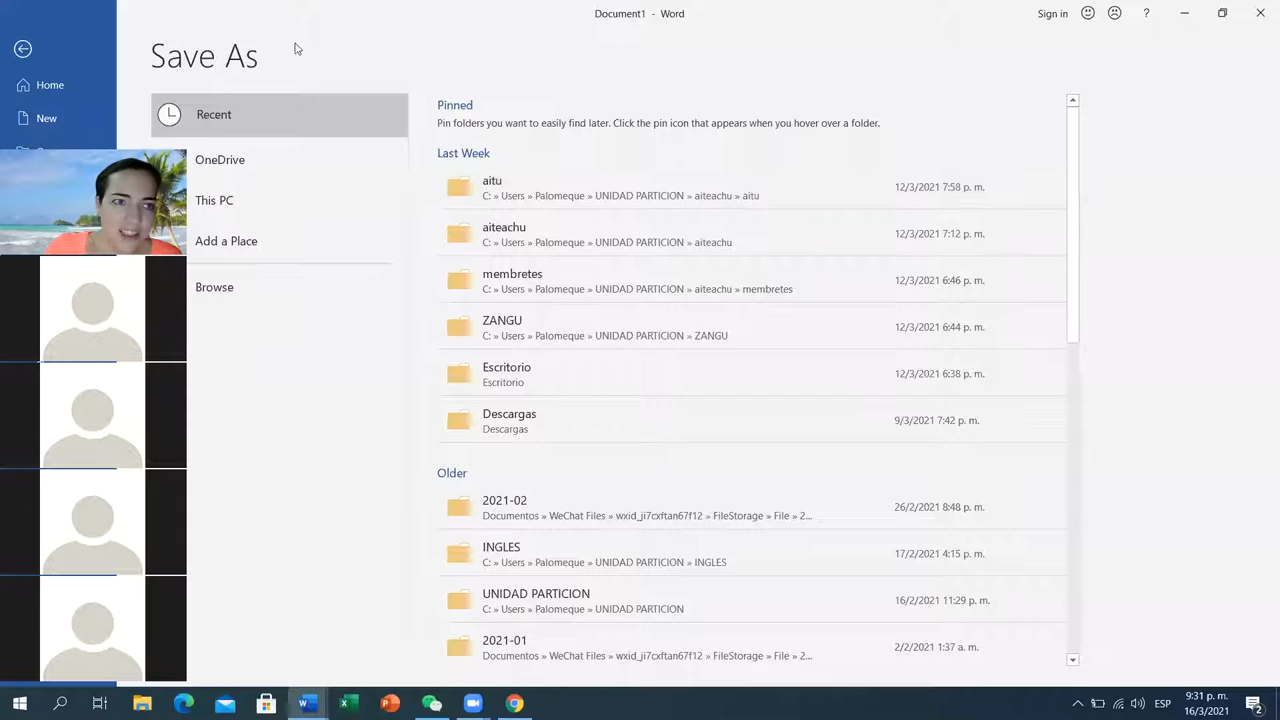 Document1 - Word
Sign in
?
Save As
Home
New
Recent
OneDrive
This PC
Add a Place
Browse
Pinned
Pin folders you want to easily find later. Click the pin icon that appears when you hover over a folder.
Last Week
aitu
C: » Users » Palomeque » UNIDAD PARTICION » aiteachu » aitu
12/3/2021 7:58 p. m.
aiteachu
C: » Users » Palomeque » UNIDAD PARTICION » aiteachu
12/3/2021 7:12 p. m.
membretes
C: » Users » Palomeque » UNIDAD PARTICION » aiteachu » membretes
12/3/2021 6:46 p. m.
ZANGU
C: » Users » Palomeque » UNIDAD PARTICION » ZANGU
12/3/2021 6:44 p. m.
Escritorio
Escritorio
12/3/2021 6:38 p. m.
Descargas
Descargas
9/3/2021 7:42 p. m.
Older
2021-02
Documentos » WeChat Files » wxid_ji7cxftan67f12 » FileStorage » File » 2...
26/2/2021 8:48 p. m.
INGLES
C: » Users » Palomeque » UNIDAD PARTICION » INGLES
17/2/2021 4:15 p. m.
UNIDAD PARTICION
C: » Users » Palomeque » UNIDAD PARTICION
16/2/2021 11:29 p. m.
2021-01
Documentos » WeChat Files » wxid_ji7cxftan67f12 » FileStorage » File » 2...
2/2/2021 1:37 a. m.
ESP
9:31 p. m.
16/3/2021
2